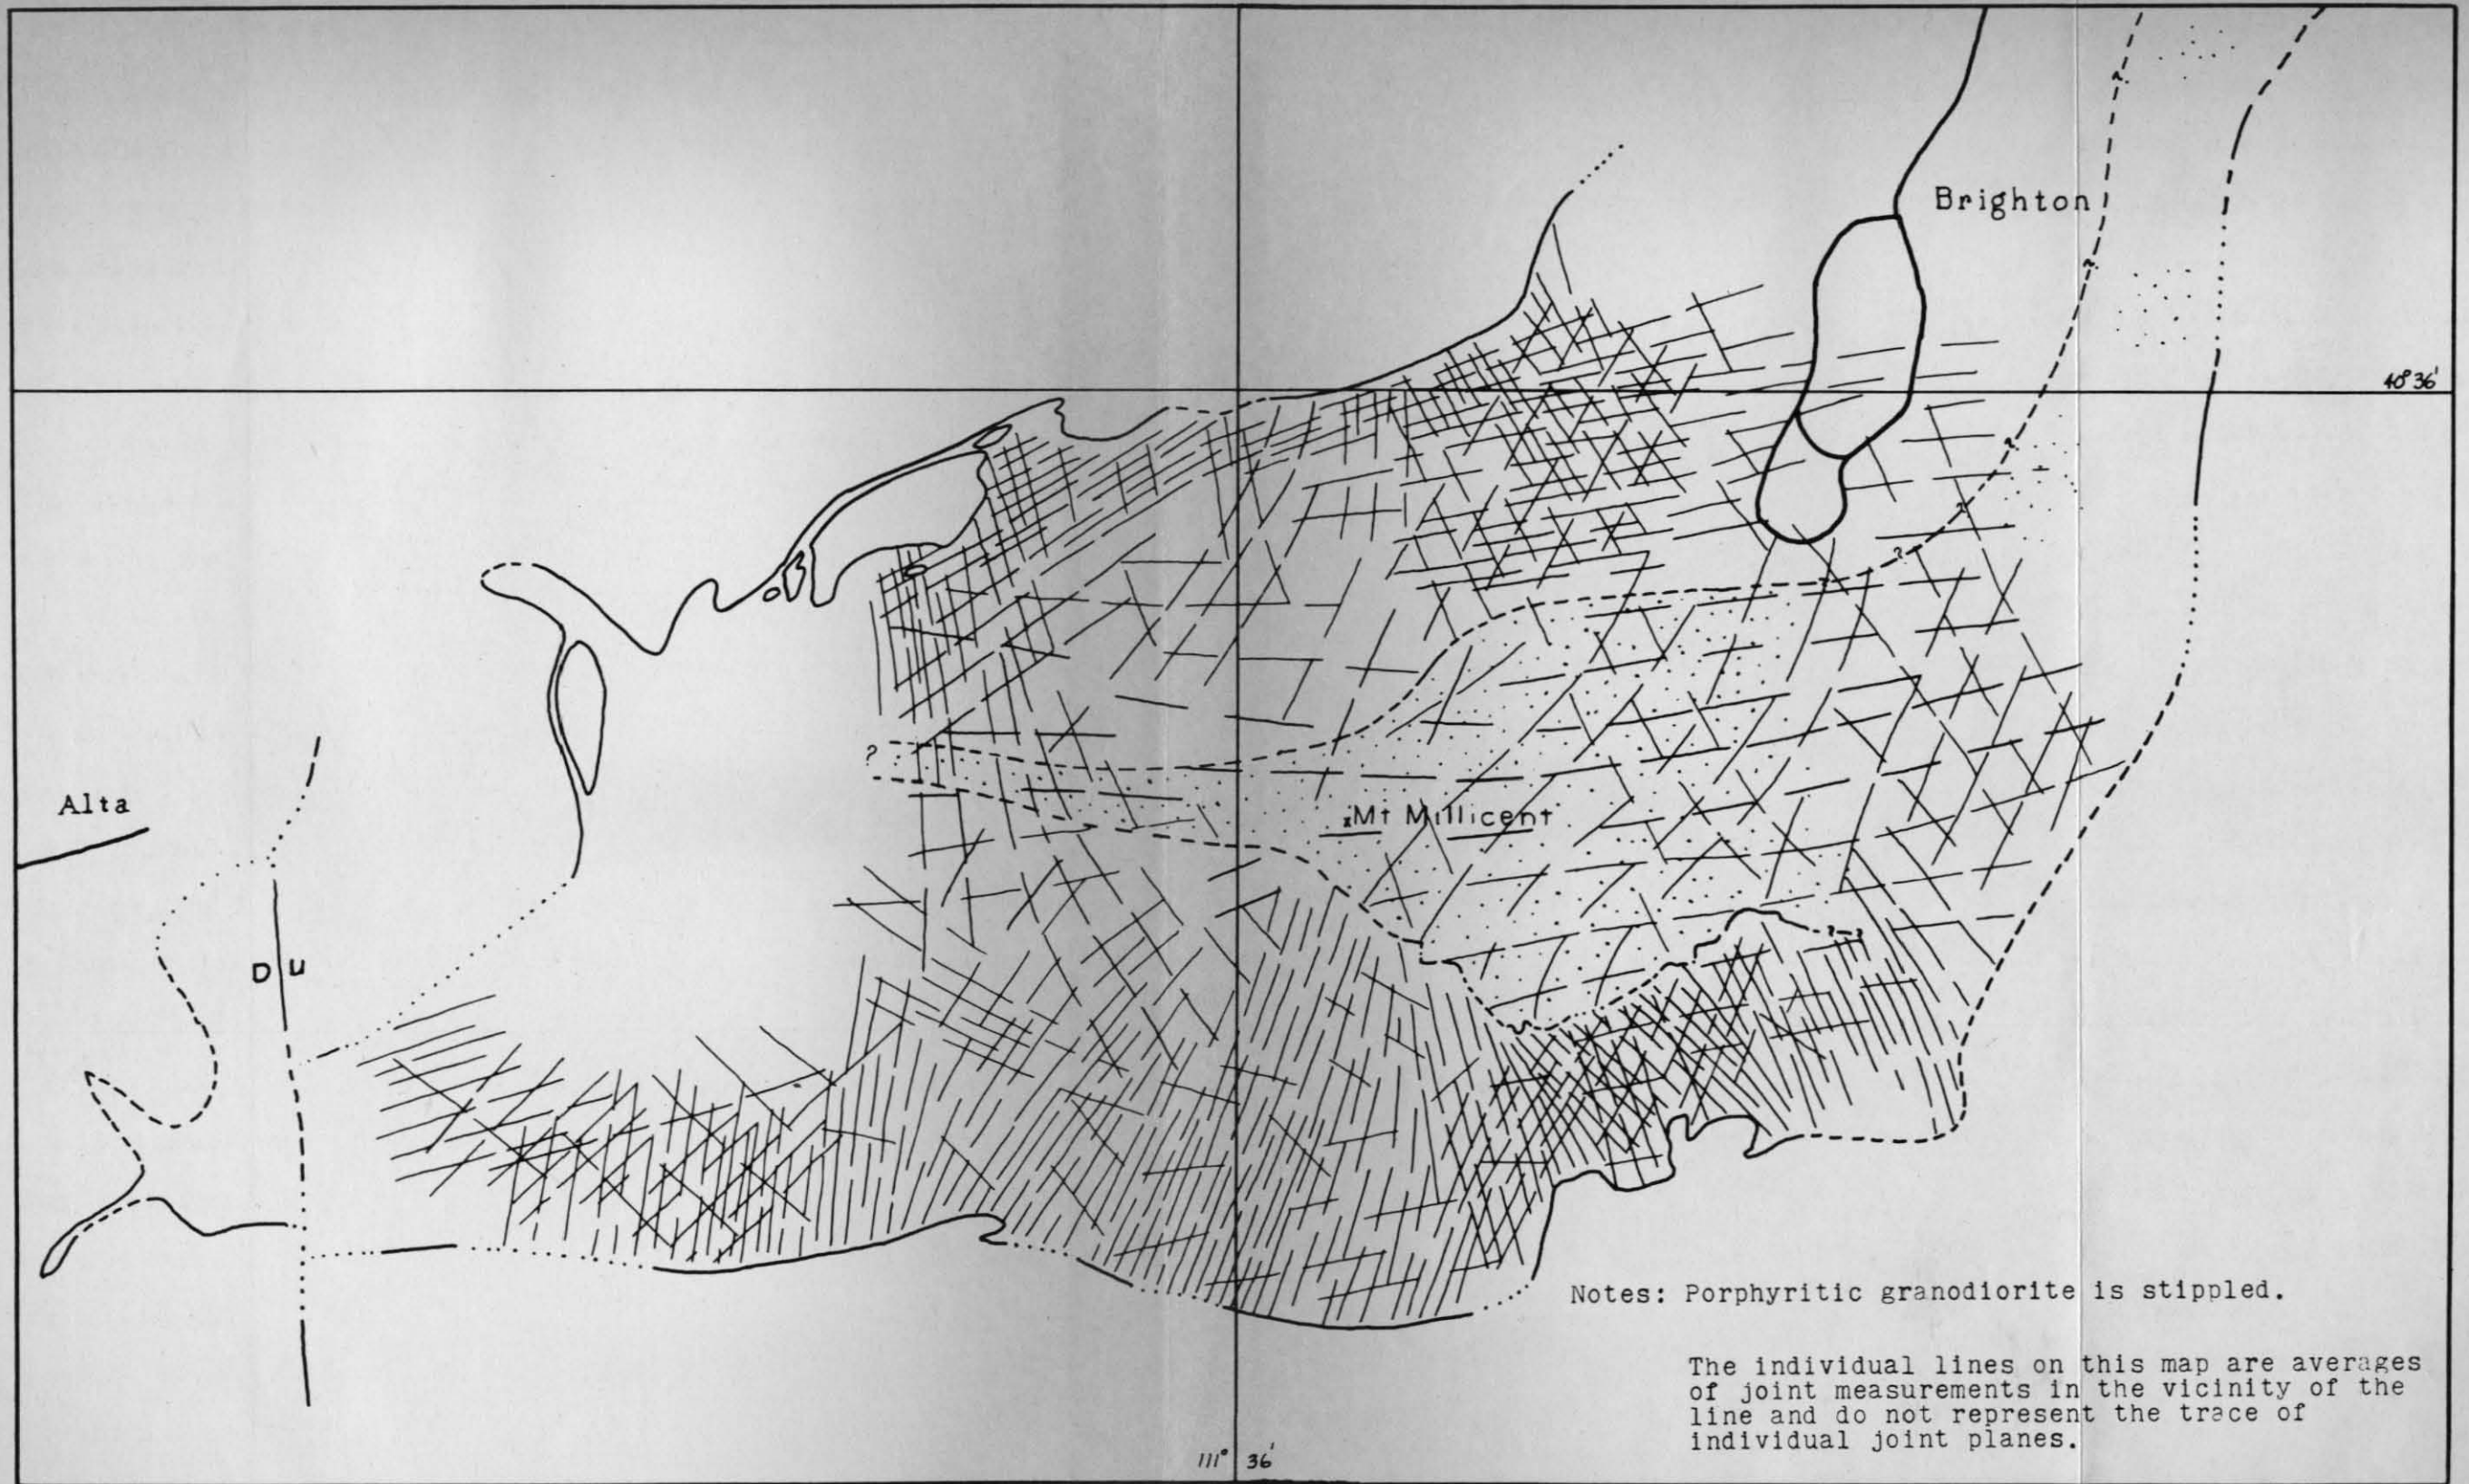 Brighton
40° 36'
?
?
?
?
?
?
Alta
xMt Millicent
?-?
D U
Notes: Porphyritic granodiorite is stippled.
The individual lines on this map are averages
of joint measurements in the vicinity of the
line and do not represent the trace of
individual joint planes.
111° 36'